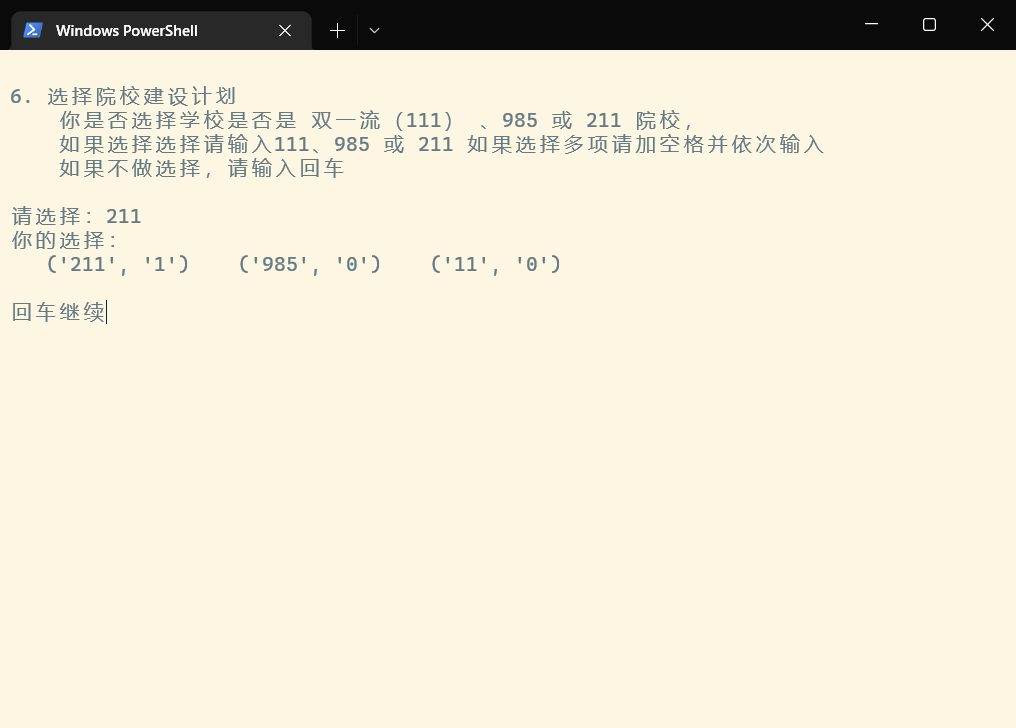 Windows PowerShell
6. 选择院校建设计划
你是否选择学校是否是 双一流（111） 、985 或 211 院校，
如果选择选择请输入111、985 或 211 如果选择多项请加空格并依次输入
如果不做选择，请输入回车
请选择：211
你的选择：
('211', '1') ('985', '0') ('11', '0')
回车继续